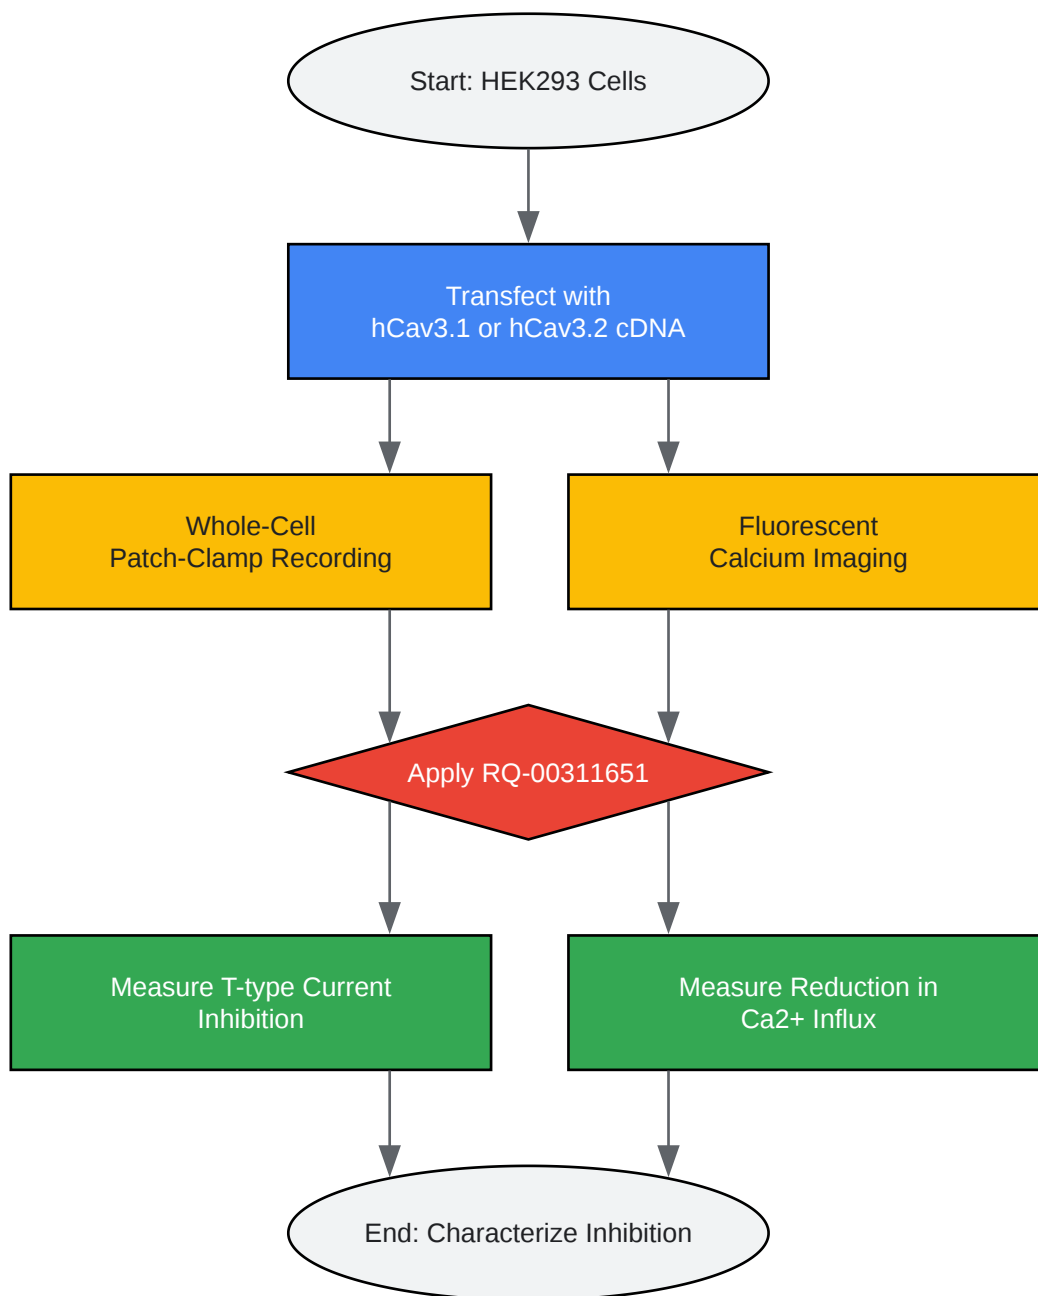 Start: HEK293 Cells
Transfect with
hCav3.1 or hCav3.2 cDNA
Whole-Cell
Patch-Clamp Recording
Fluorescent
Calcium Imaging
Apply RQ-00311651
Measure T-type Current
Inhibition
Measure Reduction in
Ca2+ Influx
End: Characterize Inhibition